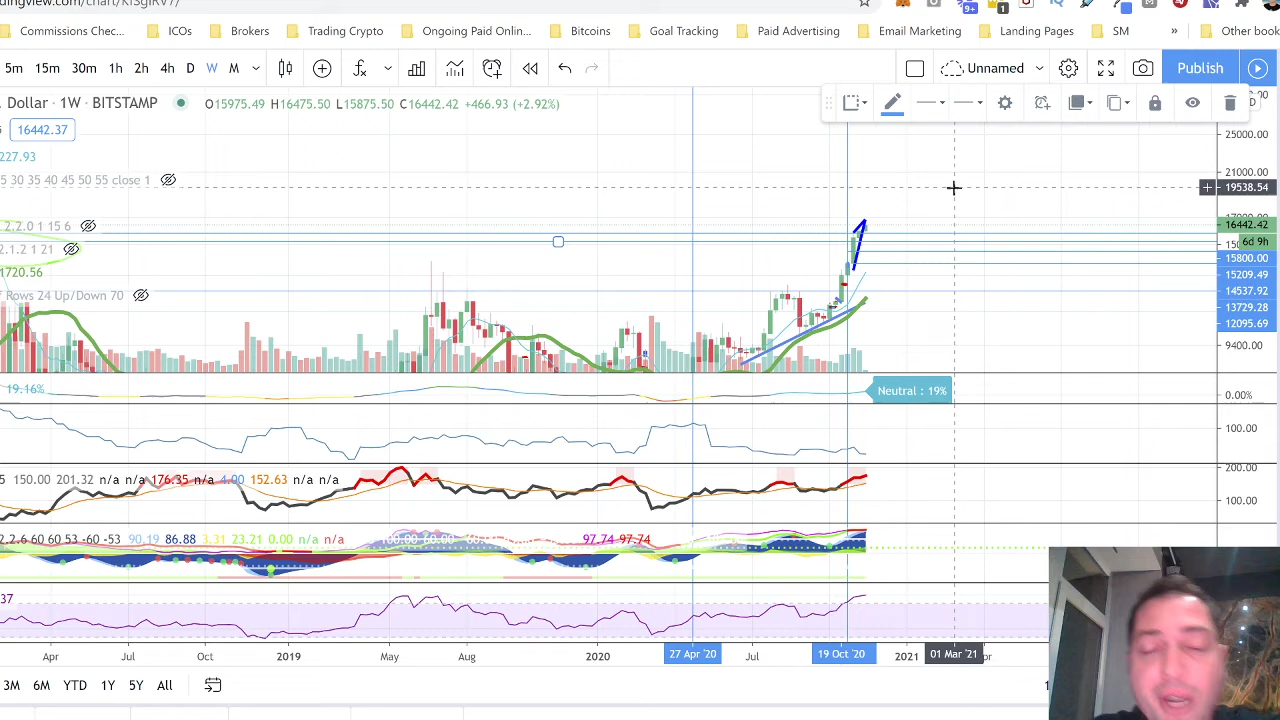 dingview.com/chart/KfSgiRV7/
9+
1
Commissions Chec...
ICOs
Brokers
Trading Crypto
Ongoing Paid Onlin...
Bitcoins
Goal Tracking
Paid Advertising
Email Marketing
Landing Pages
SM
»
Other book
5m 15m 30m 1h 2h 4h D W M
Unnamed
Publish
. Dollar · 1W · BITSTAMP
O15975.49 H16475.50 L15875.50 C16442.42 +466.93 (+2.92%)
16442.37
25000.00
227.93
21000.00
5 30 35 40 45 50 55 close 1
19538.54
2.2.0 1 15 6
16442.42
2.1.2 1 21
6d 9h
15800.00
1720.56
15209.49
Rows 24 Up/Down 70
14537.92
13729.28
12095.69
9400.00
19.16%
Neutral : 19%
0.00%
100.00
200.00
5 150.00 201.32 n/a n/a 176.35 n/a 4.00 152.63 n/a n/a
100.00
2.2.6 60 60 53 -60 -53 90.19 86.88 3.31 23.21 0.00 n/a n/a
97.74 97.74
37
Apr Jul Oct 2019 May Aug 2020 27 Apr '20 Jul 19 Oct '20 2021 01 Mar '21
3M 6M YTD 1Y 5Y All